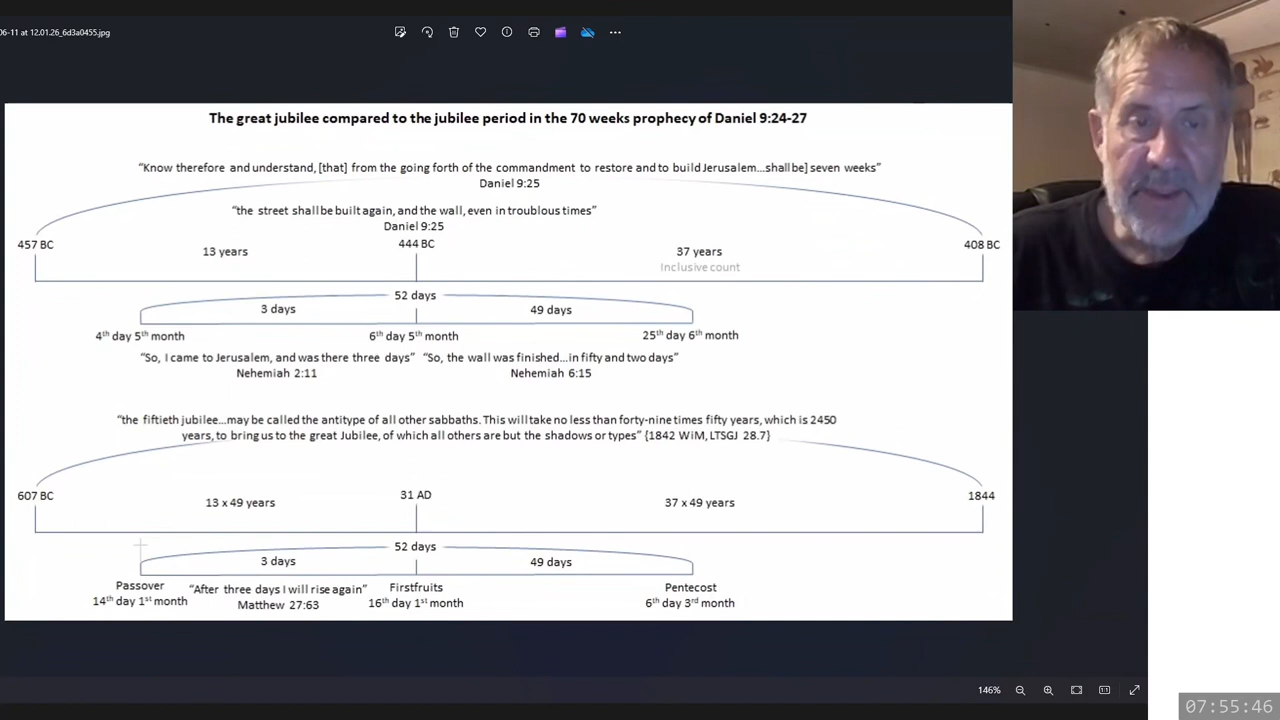 06-11 at 12.01.26_6d3a0455.jpg
The great jubilee compared to the jubilee period in the 70 weeks prophecy of Daniel 9:24-27
"Know therefore and understand, [that] from the going forth of the commandment to restore and to build Jerusalem...shall be] seven weeks"
Daniel 9:25
"the street shall be built again, and the wall, even in troublous times"
Daniel 9:25
457 BC 444 BC 408 BC
13 years 37 years
Inclusive count
52 days
3 days 49 days
4th day 5th month 6th day 5th month 25th day 6th month
"So, I came to Jerusalem, and was there three days" "So, the wall was finished...in fifty and two days"
Nehemiah 2:11 Nehemiah 6:15
"the fiftieth jubilee...may be called the antitype of all other sabbaths. This will take no less than forty-nine times fifty years, which is 2450
years, to bring us to the great Jubilee, of which all others are but the shadows or types" {1842 WiM, LTSGJ 28.7}
607 BC 31 AD 1844
13 x 49 years 37 x 49 years
52 days
3 days 49 days
Passover "After three days I will rise again" Firstfruits Pentecost
14th day 1st month Matthew 27:63 16th day 1st month 6th day 3rd month
146%
07:55:46